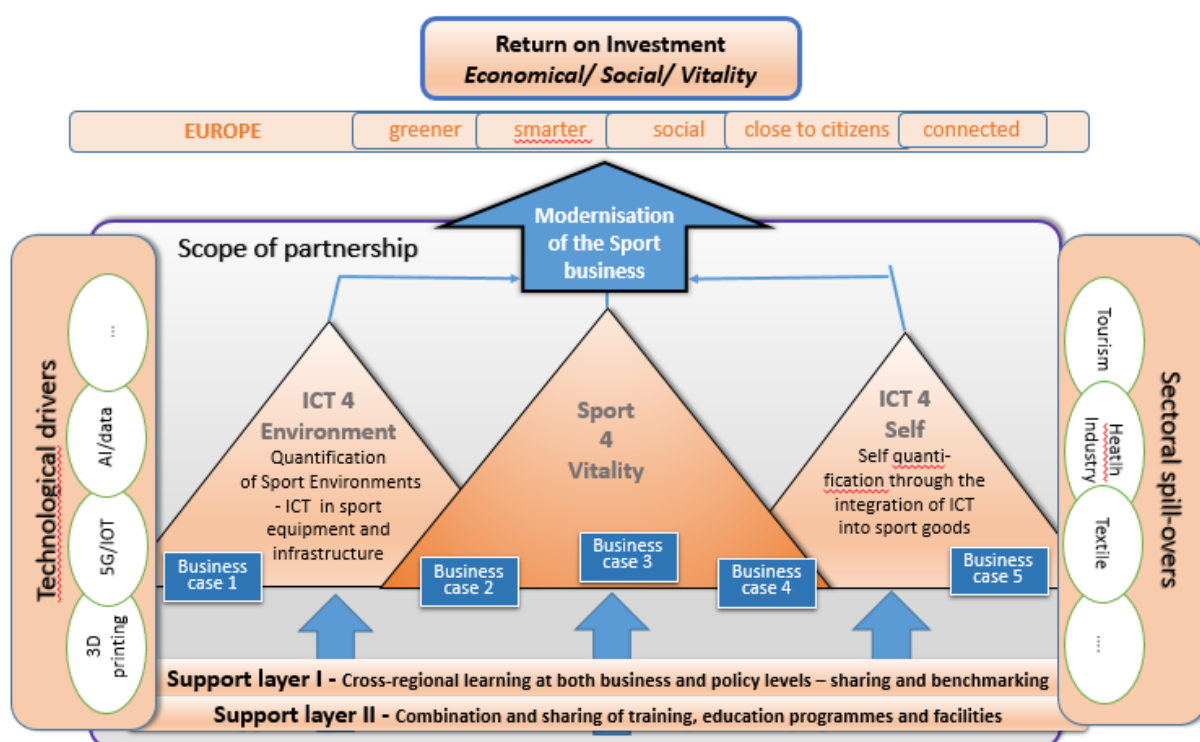 Return on Investment
Economical/ Social/ Vitality
EUROPE greener smarter social close to citizens connected
Modernisation
of the Sport
business
Scope of partnership
Technological drivers
...
AI/data
5G/IOT
3D
printing
ICT 4
Environment
Quantification
of Sport Environments
- ICT in sport
equipment and
infrastructure
Sport
4
Vitality
ICT 4
Self
Self quanti-
fication through the
integration of ICT
into sport goods
Business
case 1
Business
case 2
Business
case 3
Business
case 4
Business
case 5
Tourism
Heatlh
Industry
Textile
....
Sectoral spill-overs
Support layer I - Cross-regional learning at both business and policy levels – sharing and benchmarking
Support layer II - Combination and sharing of training, education programmes and facilities